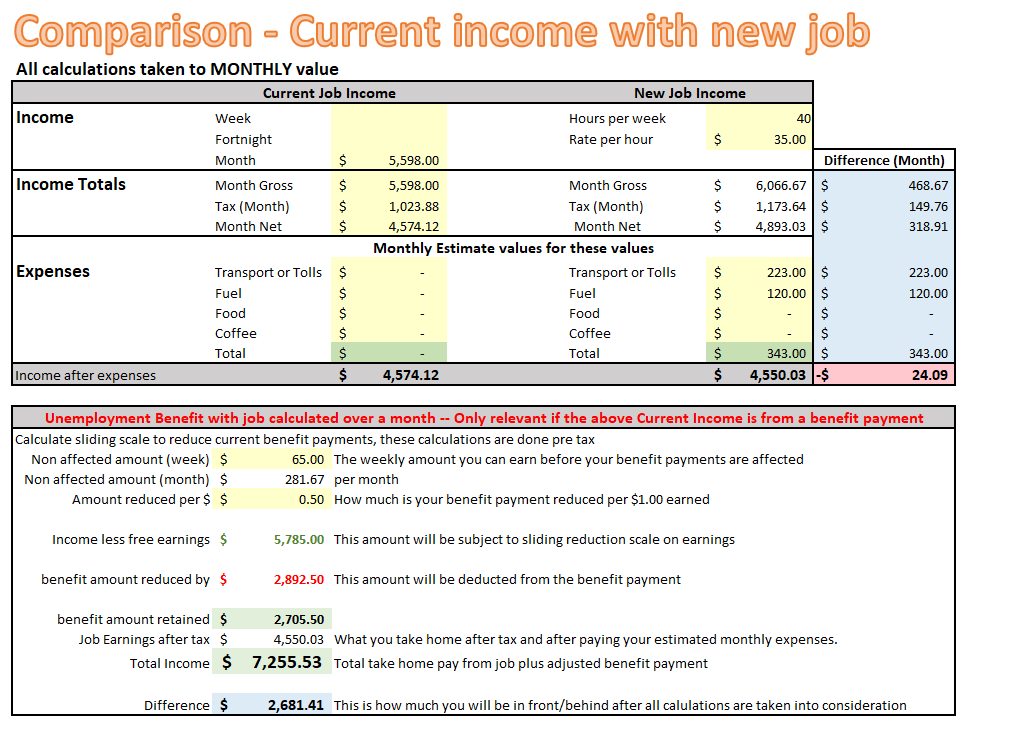 Comparison - Current income with new job
All calculations taken to MONTHLY value
Current Job Income New Job Income
Income Week Hours per week 40
Fortnight Rate per hour $ 35.00
Month $ 5,598.00 Difference (Month)
Income Totals Month Gross $ 5,598.00 Month Gross $ 6,066.67 $ 468.67
Tax (Month) $ 1,023.88 Tax (Month) $ 1,173.64 $ 149.76
Month Net $ 4,574.12 Month Net $ 4,893.03 $ 318.91
Monthly Estimate values for these values
Expenses Transport or Tolls $ - Transport or Tolls $ 223.00 $ 223.00
Fuel $ - Fuel $ 120.00 $ 120.00
Food $ - Food $ - $ -
Coffee $ - Coffee $ - $ -
Total $ - Total $ 343.00 $ 343.00
Income after expenses $ 4,574.12 $ 4,550.03 -$ 24.09
Unemployment Benefit with job calculated over a month -- Only relevant if the above Current Income is from a benefit payment
Calculate sliding scale to reduce current benefit payments, these calculations are done pre tax
Non affected amount (week) $ 65.00 The weekly amount you can earn before your benefit payments are affected
Non affected amount (month) $ 281.67 per month
Amount reduced per $ $ 0.50 How much is your benefit payment reduced per $1.00 earned
Income less free earnings $ 5,785.00 This amount will be subject to sliding reduction scale on earnings
benefit amount reduced by $ 2,892.50 This amount will be deducted from the benefit payment
benefit amount retained $ 2,705.50
Job Earnings after tax $ 4,550.03 What you take home after tax and after paying your estimated monthly expenses.
Total Income $ 7,255.53 Total take home pay from job plus adjusted benefit payment
Difference $ 2,681.41 This is how much you will be in front/behind after all calulations are taken into consideration